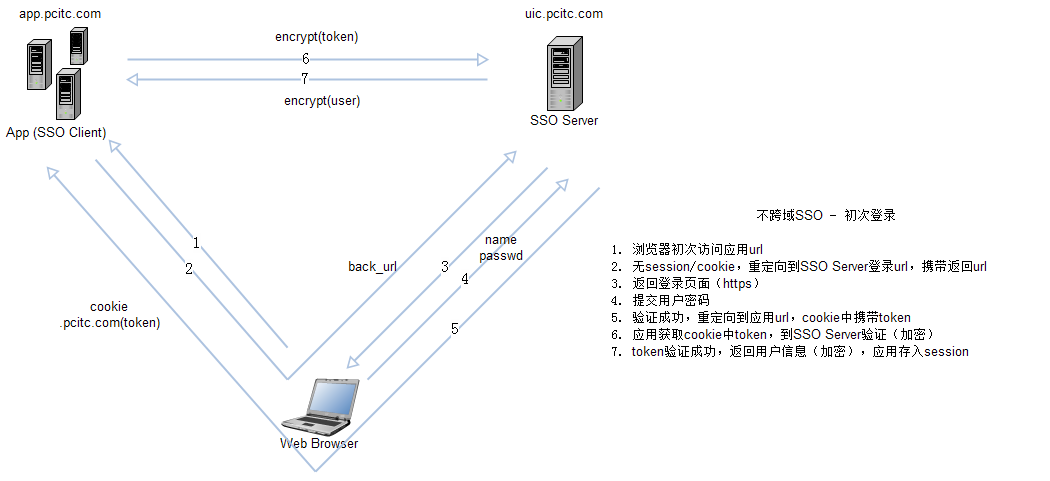 app.pcitc.com
uic.pcitc.com
encrypt(token)
6
7
encrypt(user)
App (SSO Client)
SSO Server
1
2
back_url
3
name
passwd
4
5
cookie
.pcitc.com(token)
Web Browser
不跨域SSO - 初次登录
1. 浏览器初次访问应用url
2. 无session/cookie，重定向到SSO Server登录url，携带返回url
3. 返回登录页面（https）
4. 提交用户密码
5. 验证成功，重定向到应用url，cookie中携带token
6. 应用获取cookie中token，到SSO Server验证（加密）
7. token验证成功，返回用户信息（加密），应用存入session